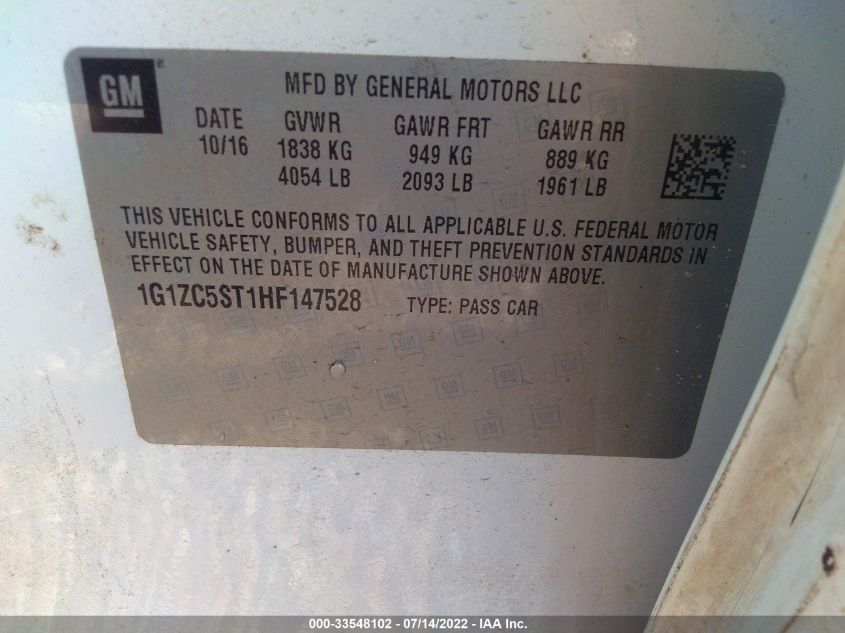 GM®
MFD BY GENERAL MOTORS LLC
DATE GVWR GAWR FRT GAWR RR
10/16 1838 KG 949 KG 889 KG
4054 LB 2093 LB 1961 LB
THIS VEHICLE CONFORMS TO ALL APPLICABLE U.S. FEDERAL MOTOR
VEHICLE SAFETY, BUMPER, AND THEFT PREVENTION STANDARDS IN
EFFECT ON THE DATE OF MANUFACTURE SHOWN ABOVE.
1G1ZC5ST1HF147528 TYPE: PASS CAR
000-33548102 - 07/14/2022 - IAA Inc.